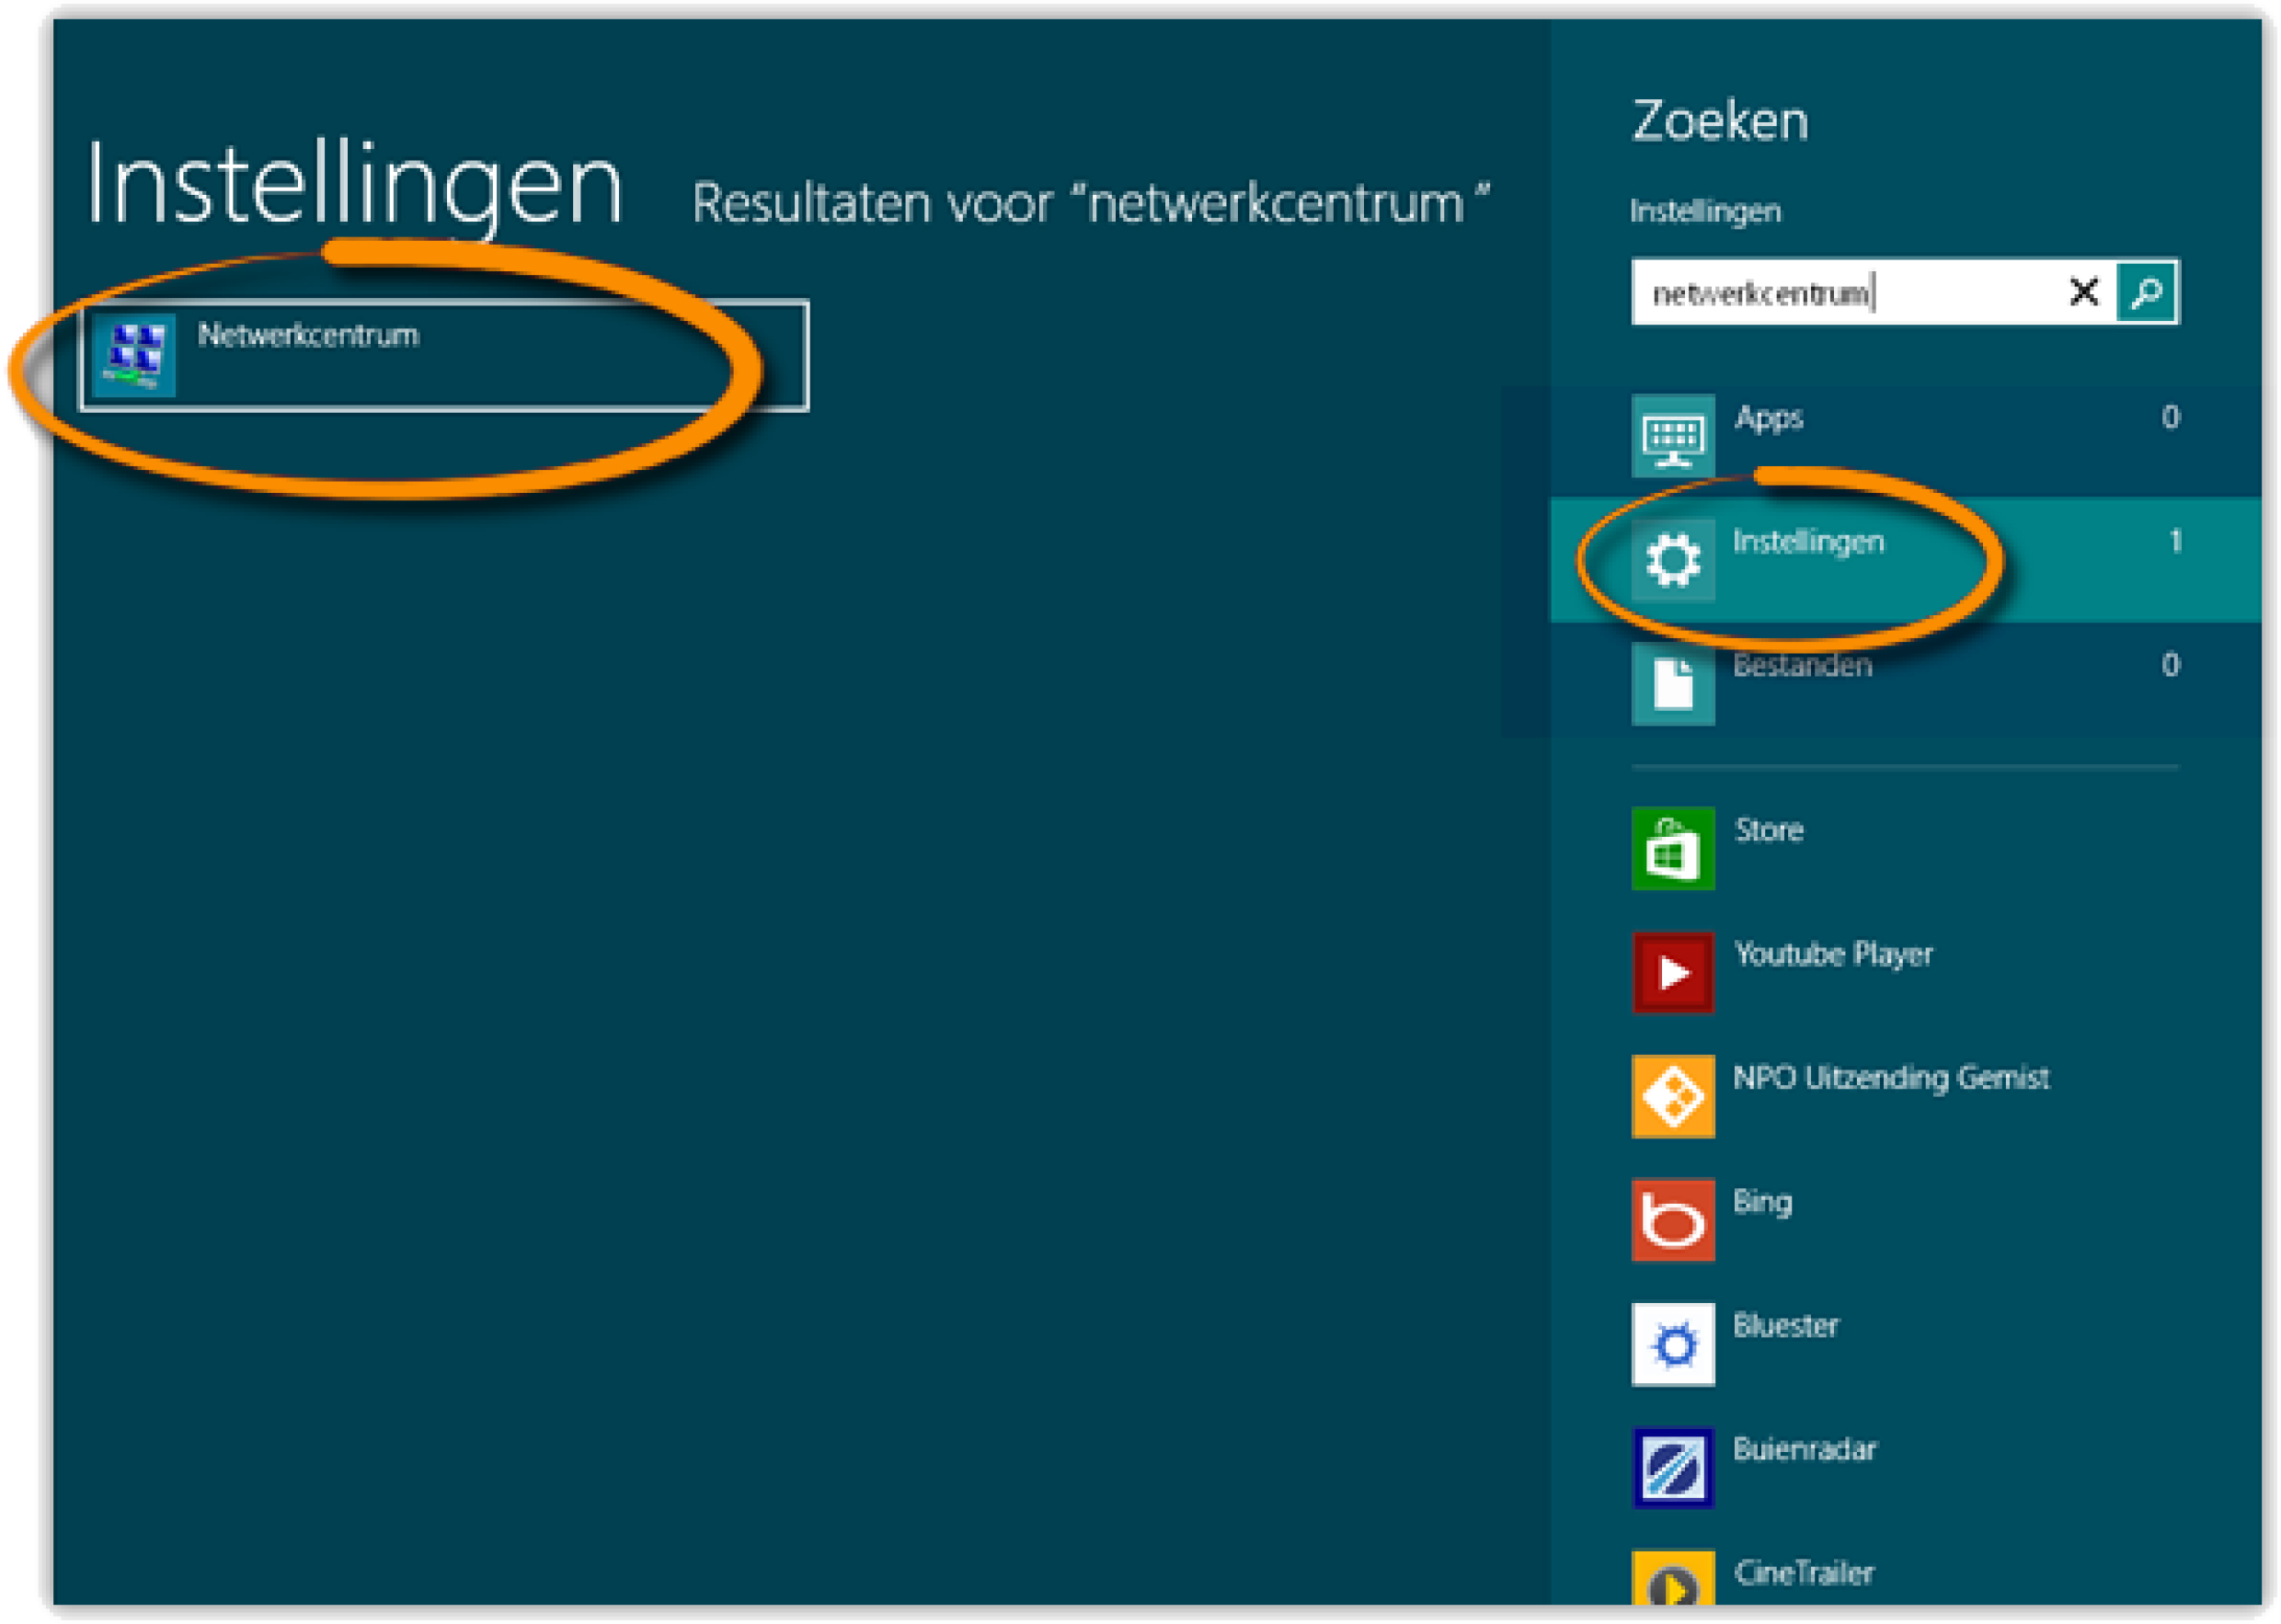 Instellingen Resultaten voor “netwerkcentrum ”
Netwerkcentrum
Zoeken
Instellingen
netwerkcentrum
Apps 0
Instellingen 1
Bestanden 0
Store
Youtube Player
NPO Uitzending Gemist
Bing
Bluester
Buienradar
CineTrailer